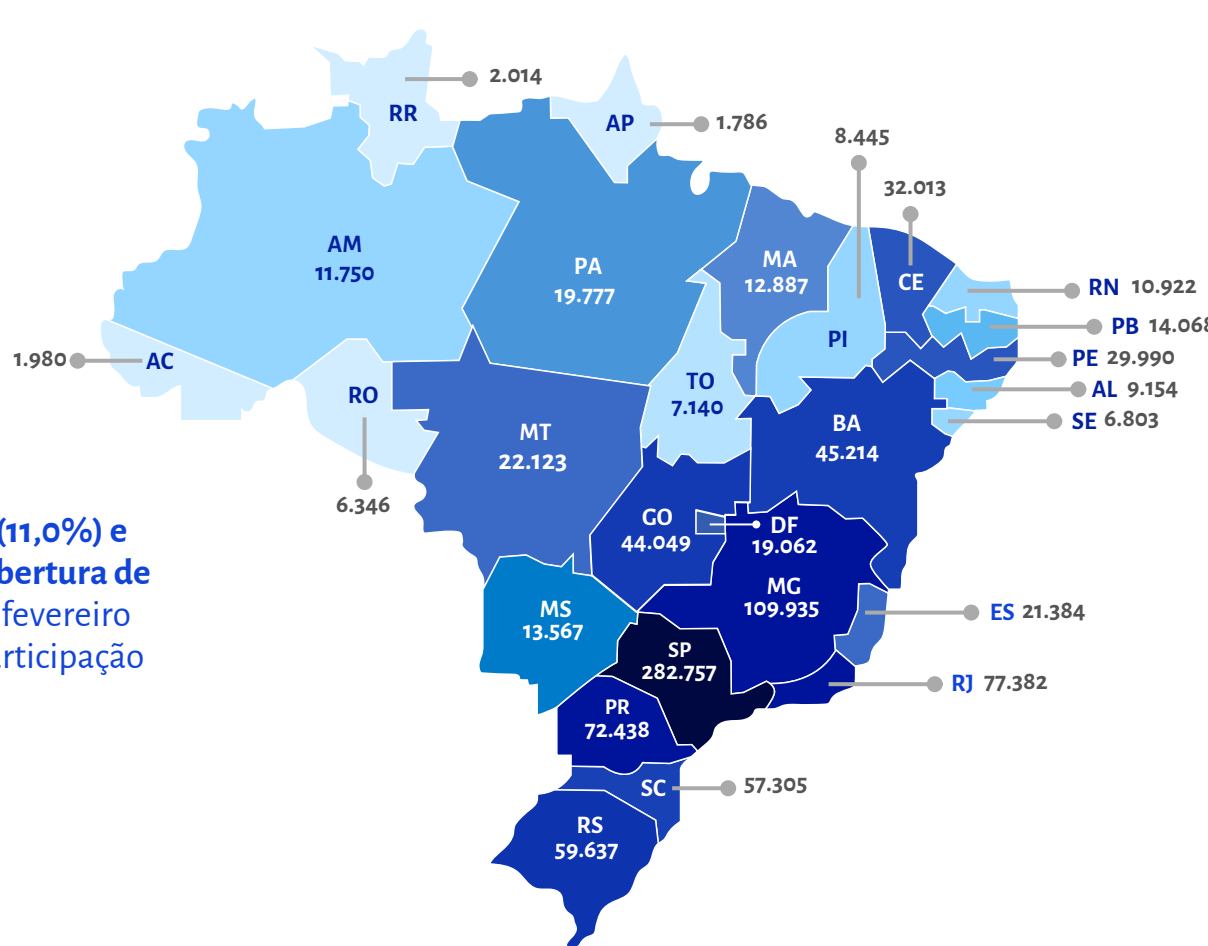 2.014
RR
AP
1.786
8.445
32.013
AM
11.750
PA
19.777
MA
12.887
CE
RN 10.922
PB 14.068
PI
PE 29.990
1.980
AC
AL 9.154
RO
TO
7.140
SE 6.803
MT
22.123
BA
45.214
6.346
GO
44.049
DF
19.062
(11,0%) e
bertura de
fevereiro
articipação
MG
109.935
MS
13.567
ES 21.384
SP
282.757
RJ 77.382
PR
72.438
SC
57.305
RS
59.637